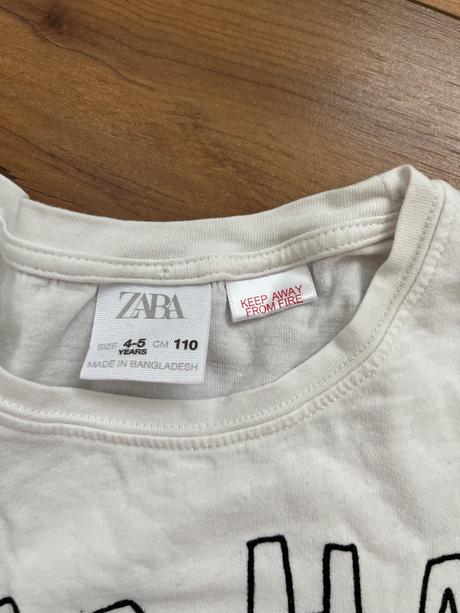 ZARA
SIZE 4-5 CM 110
YEARS
MADE IN BANGLADESH
KEEP AWAY
FROM FIRE